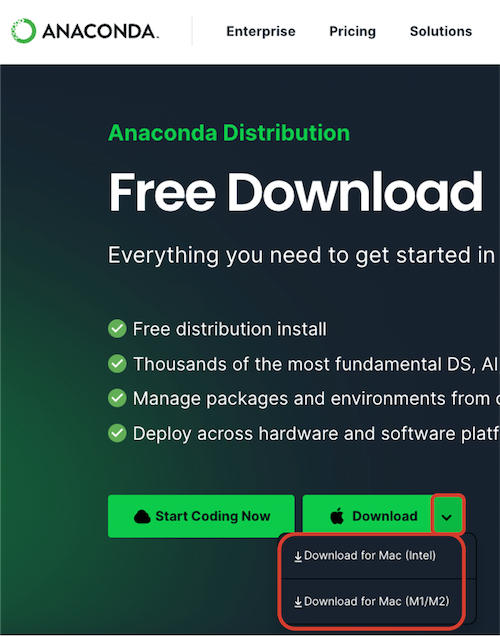 ANACONDA.
Enterprise Pricing Solutions
Anaconda Distribution
Free Download
Everything you need to get started in
Free distribution install
Thousands of the most fundamental DS, AI
Manage packages and environments from
Deploy across hardware and software
Start Coding Now Download
Download for Mac (Intel)
Download for Mac (M1/M2)